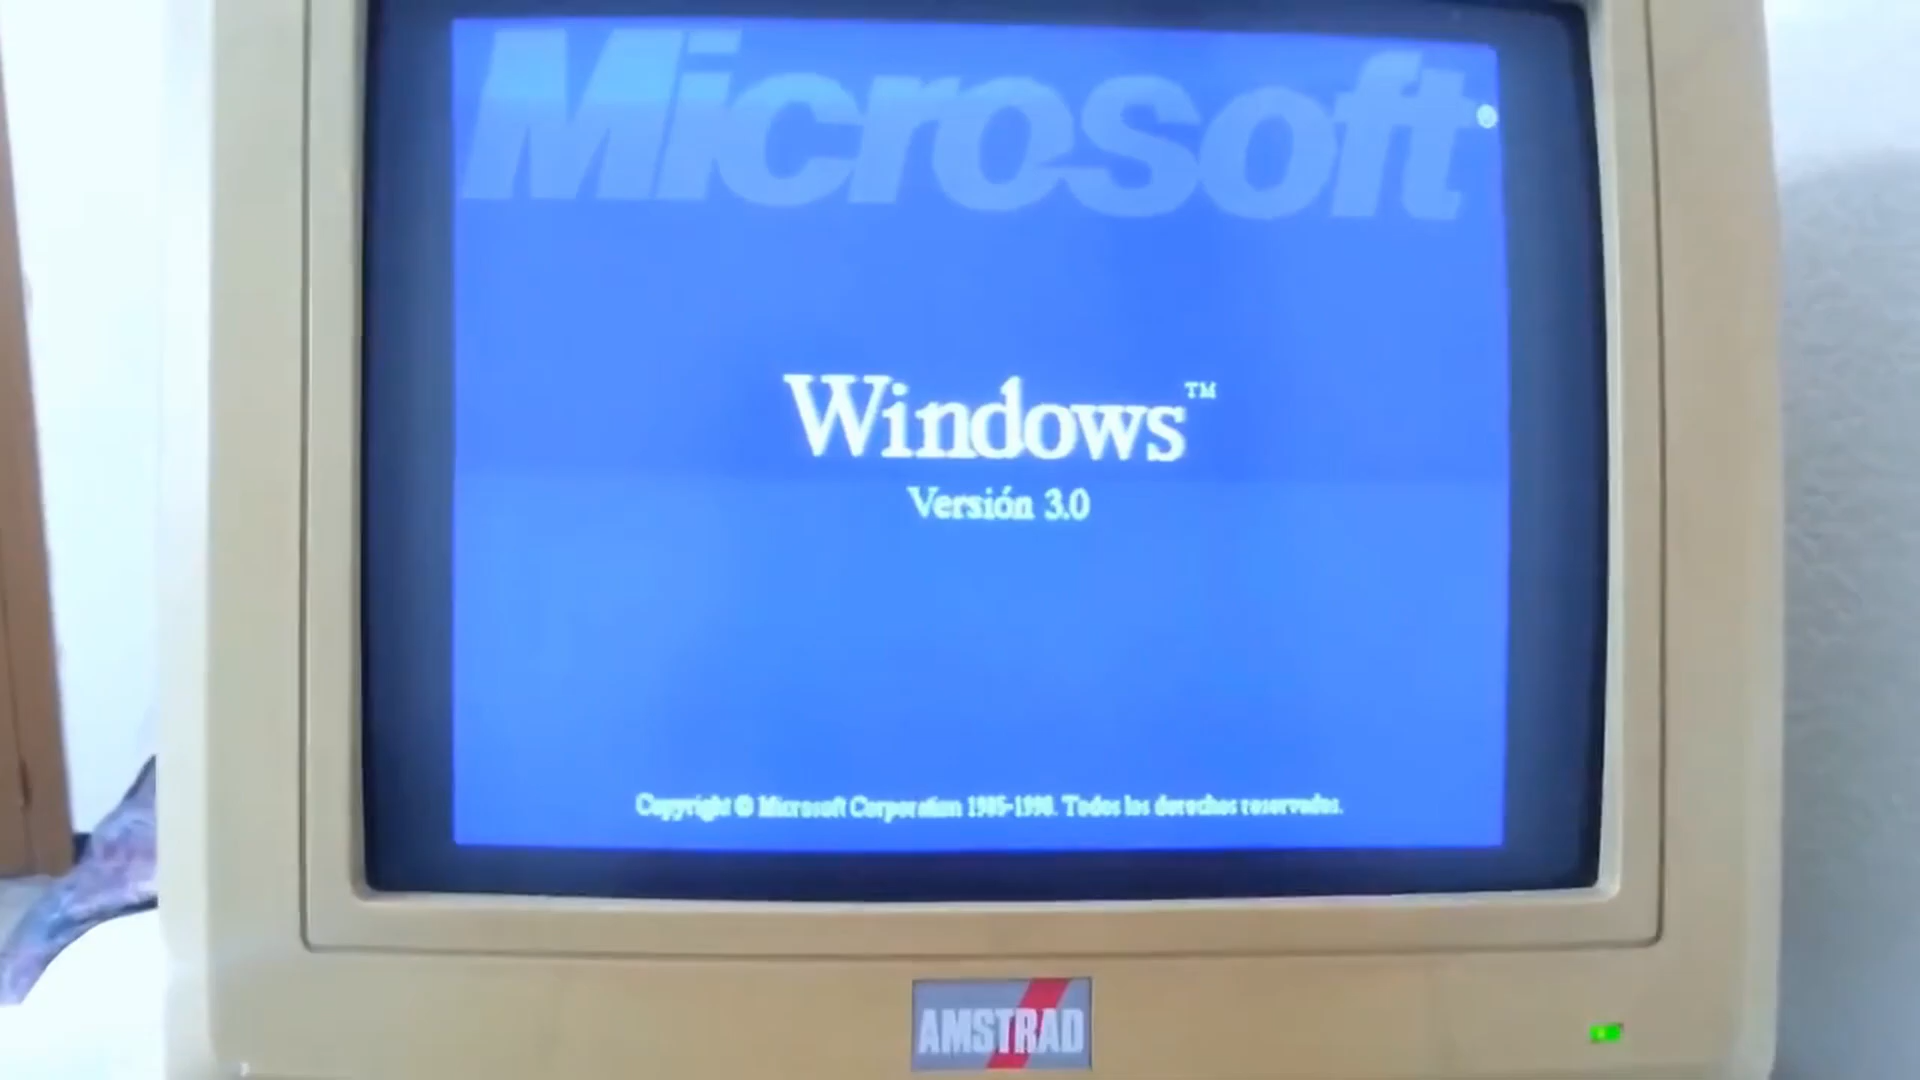 Microsoft
Windows™
Versión 3.0
Copyright © Microsoft Corporation 1985-1990. Todos los derechos reservados.
AMSTRAD